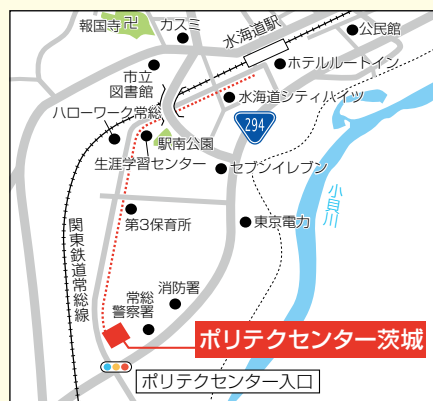 報国寺卍
カスミ
水海道駅
公民館
ホテルルートイン
市立
図書館
水海道シティハイツ
ハローワーク常総
294
駅南公園
生涯学習センター
セブンイレブン
小貝川
第3保育所
東京電力
関東鉄道常総線
消防署
常総
警察署
ポリテクセンター茨城
ポリテクセンター入口